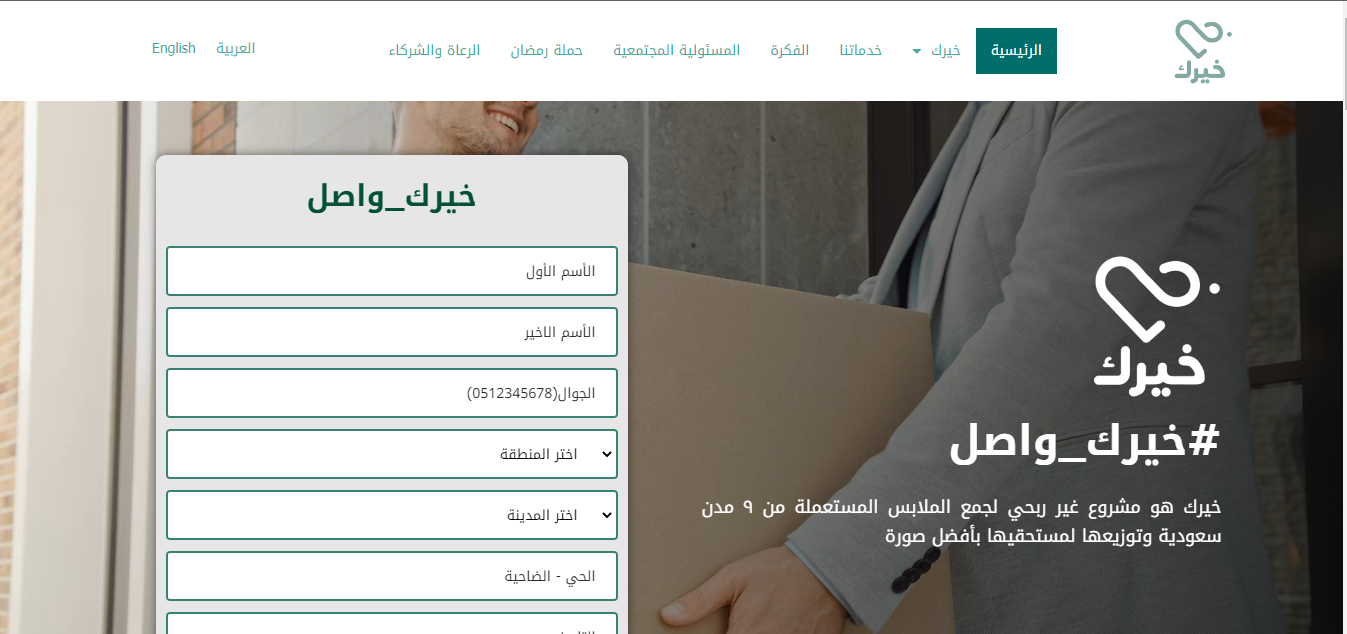 خيرك
الرئيسية
خيرك
خدماتنا
الفكرة
المسئولية المجتمعية
حملة رمضان
الرعاة والشركاء
العربية
English
خيرك
#خيرك_واصل
خيرك هو مشروع غير ربحي لجمع الملابس المستعملة من ٩ مدن
سعودية وتوزيعها لمستحقيها بأفضل صورة
خيرك_واصل
الأسم الأول
الأسم الاخير
الجوال(0512345678)
اختر المنطقة
اختر المدينة
الحي - الضاحية